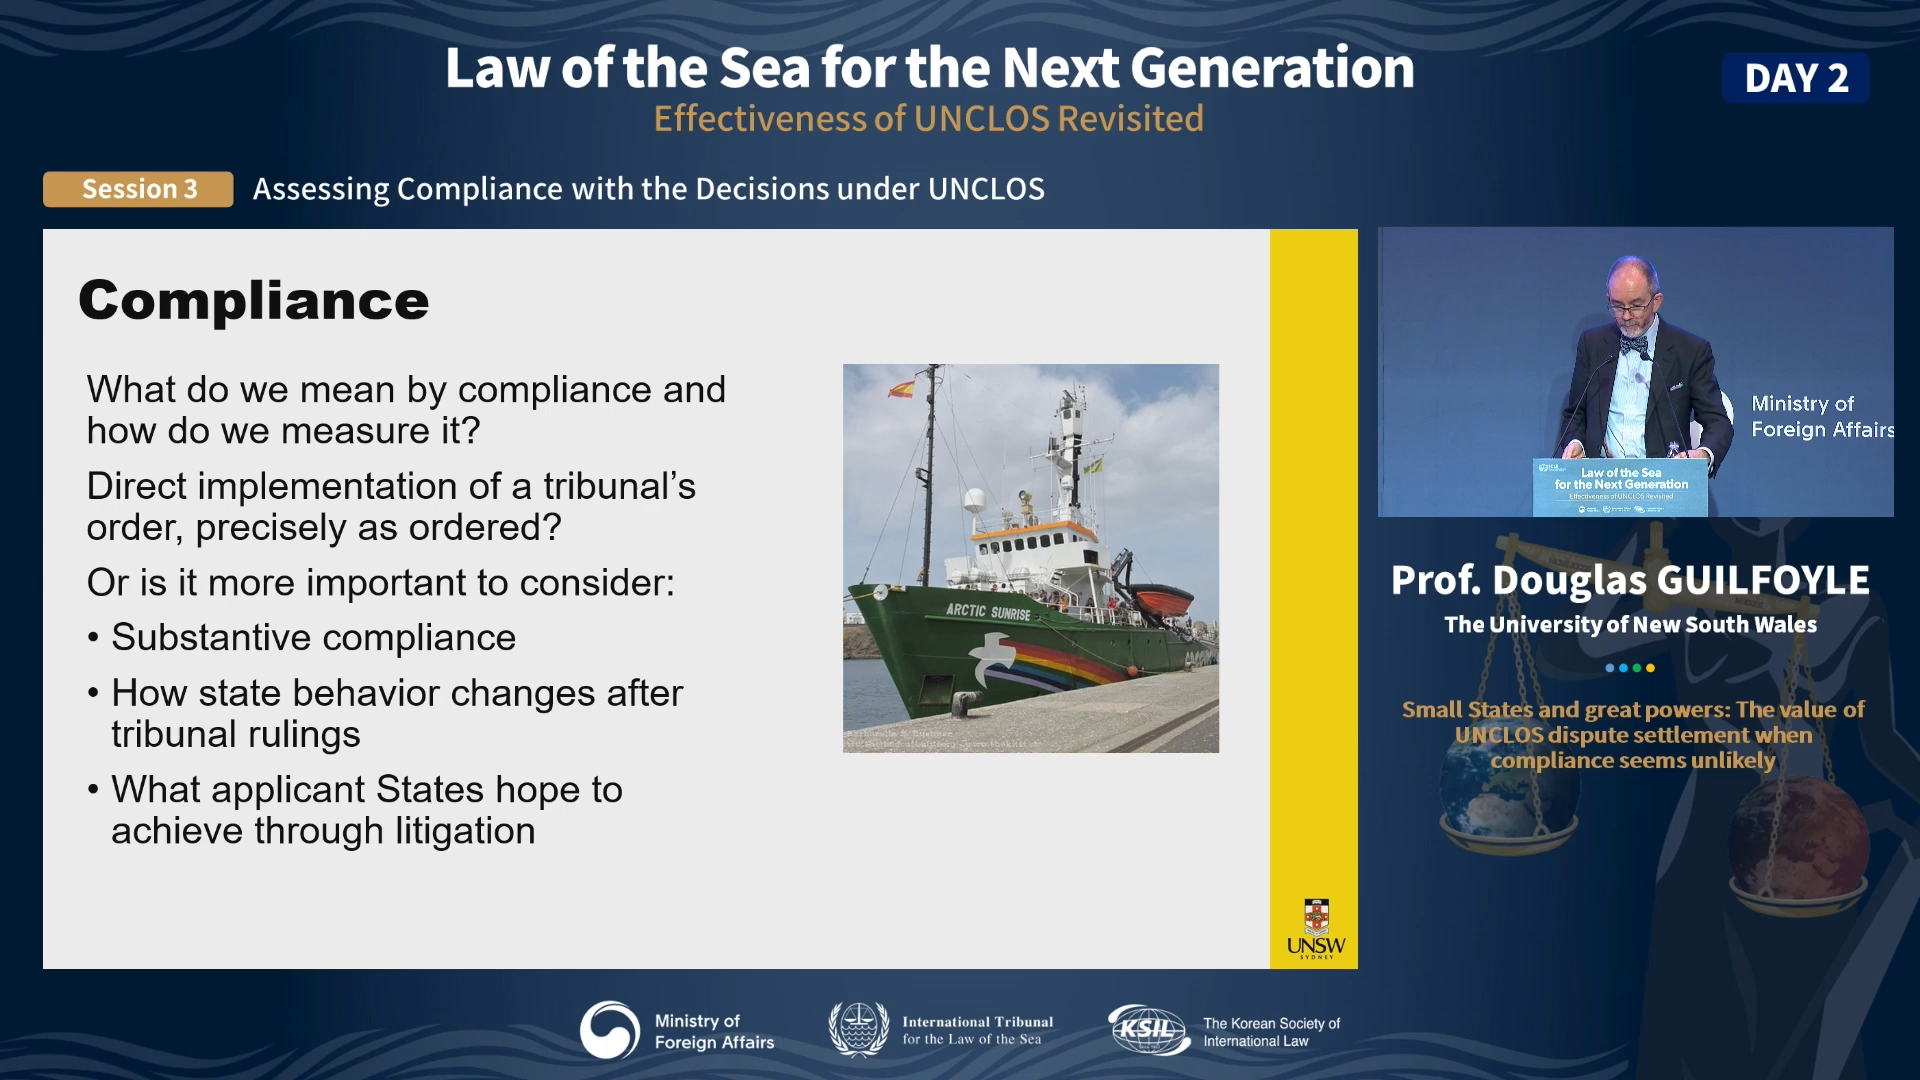 Law of the Sea for the Next Generation
Effectiveness of UNCLOS Revisited
DAY 2
Session 3
Assessing Compliance with the Decisions under UNCLOS
Compliance
What do we mean by compliance and
how do we measure it?
Direct implementation of a tribunal's
order, precisely as ordered?
Or is it more important to consider:
• Substantive compliance
• How state behavior changes after
tribunal rulings
• What applicant States hope to
achieve through litigation
ARCTIC SUNRISE
UNSW
SYDNEY
Ministry of
Foreign Affairs
Law of the Sea
for the Next Generation
Effectiveness of UNCLOS Revisited
Prof. Douglas GUILFOYLE
The University of New South Wales
Small States and great powers: The value of
UNCLOS dispute settlement when
compliance seems unlikely
Ministry of
Foreign Affairs
International Tribunal
for the Law of the Sea
KSIL
The Korean Society of
International Law